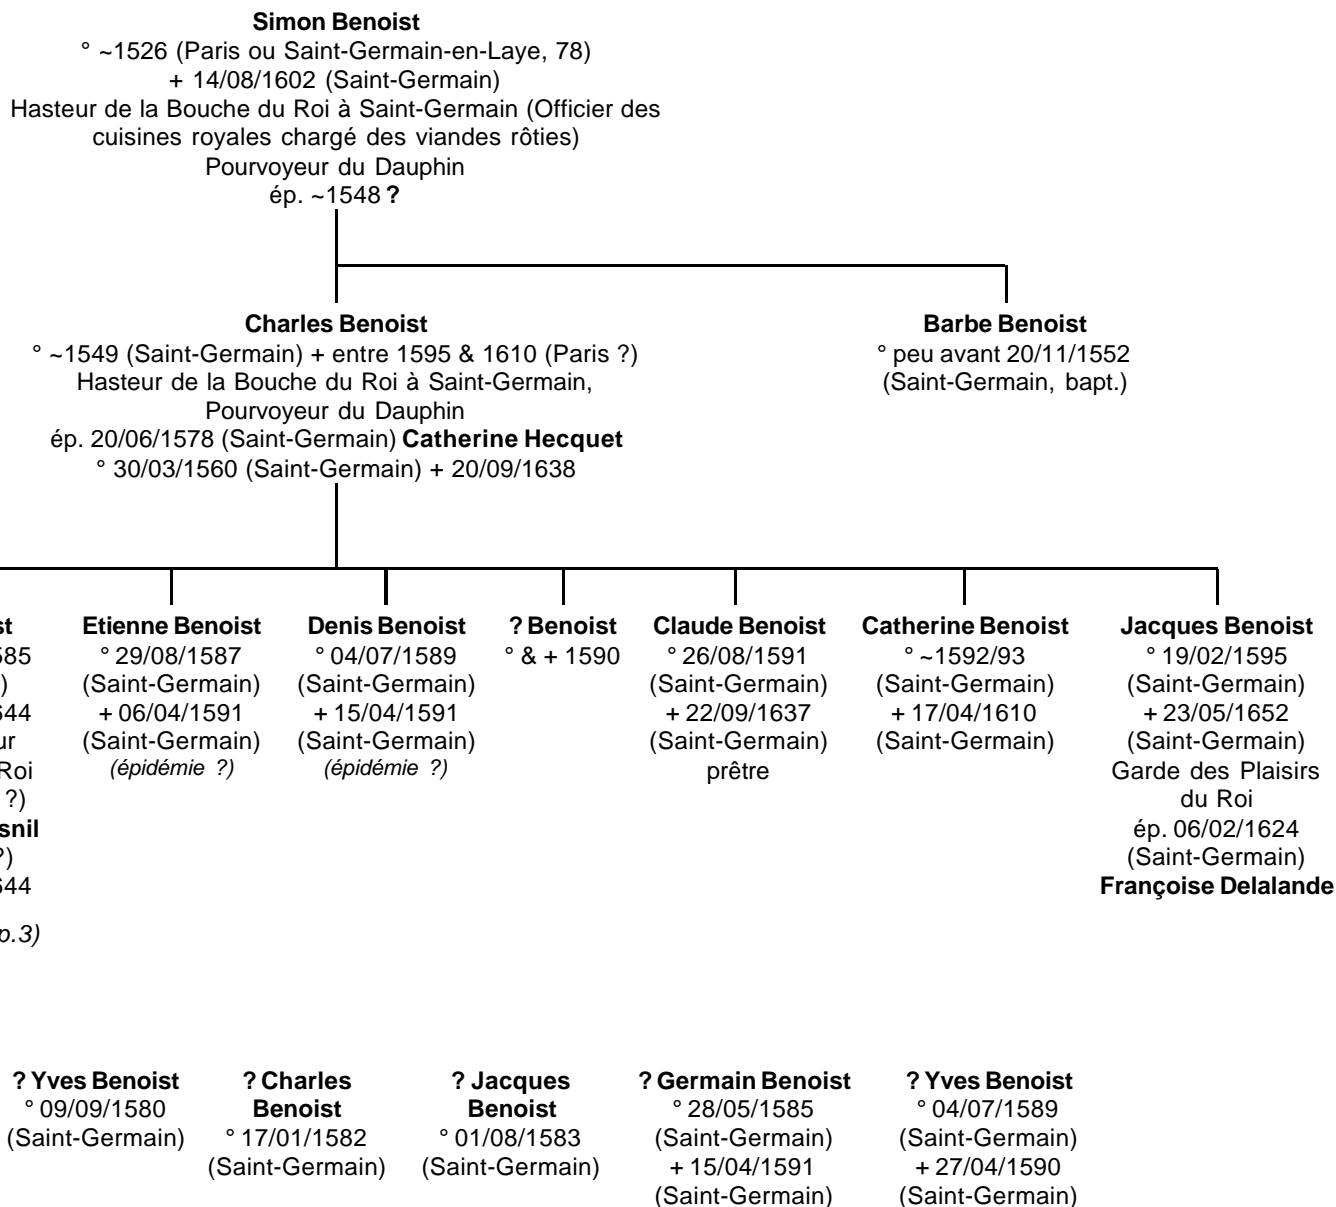 Simon Benoist
° ~1526 (Paris ou Saint-Germain-en-Laye, 78)
+ 14/08/1602 (Saint-Germain)
Hasteur de la Bouche du Roi à Saint-Germain (Officier des
cuisines royales chargé des viandes rôties)
Pourvoyeur du Dauphin
ép. ~1548 ?
Charles Benoist
° ~1549 (Saint-Germain) + entre 1595 & 1610 (Paris ?)
Hasteur de la Bouche du Roi à Saint-Germain,
Pourvoyeur du Dauphin
ép. 20/06/1578 (Saint-Germain) Catherine Hecquet
° 30/03/1560 (Saint-Germain) + 20/09/1638
Barbe Benoist
° peu avant 20/11/1552
(Saint-Germain, bapt.)
st
585
)
644
ur
Roi
?)
snil
?)
644
p.3)
Etienne Benoist
° 29/08/1587
(Saint-Germain)
+ 06/04/1591
(Saint-Germain)
(épidémie ?)
Denis Benoist
° 04/07/1589
(Saint-Germain)
+ 15/04/1591
(Saint-Germain)
(épidémie ?)
? Benoist
° & + 1590
Claude Benoist
° 26/08/1591
(Saint-Germain)
+ 22/09/1637
(Saint-Germain)
prêtre
Catherine Benoist
° ~1592/93
(Saint-Germain)
+ 17/04/1610
(Saint-Germain)
Jacques Benoist
° 19/02/1595
(Saint-Germain)
+ 23/05/1652
(Saint-Germain)
Garde des Plaisirs
du Roi
ép. 06/02/1624
(Saint-Germain)
Françoise Delalande
? Yves Benoist
° 09/09/1580
(Saint-Germain)
? Charles
Benoist
° 17/01/1582
(Saint-Germain)
? Jacques
Benoist
° 01/08/1583
(Saint-Germain)
? Germain Benoist
° 28/05/1585
(Saint-Germain)
+ 15/04/1591
(Saint-Germain)
? Yves Benoist
° 04/07/1589
(Saint-Germain)
+ 27/04/1590
(Saint-Germain)